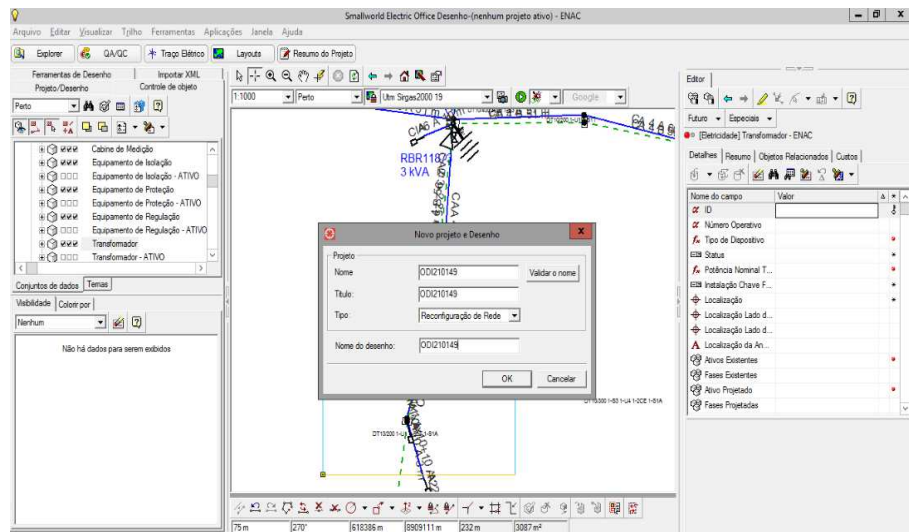 Smallworld Electric Office Desenho-(nenhum projeto ativo) - ENAC
Arquivo Editar Visualizar Trilho Ferramentas Aplicações Janela Ajuda
Explorer QA/QC Traço Elétrico Layouts Resumo do Projeto
Ferramentas de Desenho Importar XML
Projeto/Desenho Controle de objeto
Perto
Cabine de Medição
Equipamento de Isolação
Equipamento de Isolação - ATIVO
Equipamento de Proteção
Equipamento de Proteção - ATIVO
Equipamento de Regulação
Equipamento de Regulação - ATIVO
Transformador
Transformador - ATIVO
Conjuntos de dados Temas
Visibilidade Colorir por
Nenhum
Não há dados para serem exibidos
1:1000 Perto Utm Sirgas2000 19 Google
3 kVA
Novo projeto e Desenho
Projeto
Nome ODI210149 Validar o nome
Título: ODI210149
Tipo: Reconfiguração de Rede
Nome do desenho: ODI210149
OK Cancelar
75 m 270° 618386 m 8909111 m 232 m 3087 m²
Editor
Futuro Especiais
[Eletricidade] Transformador - ENAC
Detalhes Resumo Objetos Relacionados Custos
Nome do campo Valor
ID
Número Operativo
Tipo de Dispositivo
Status
Potência Nominal T...
Instalação Chave F...
Localização
Localização Lado d...
Localização Lado d...
Localização da An...
Ativos Existentes
Fases Existentes
Ativo Projetado
Fases Projetadas